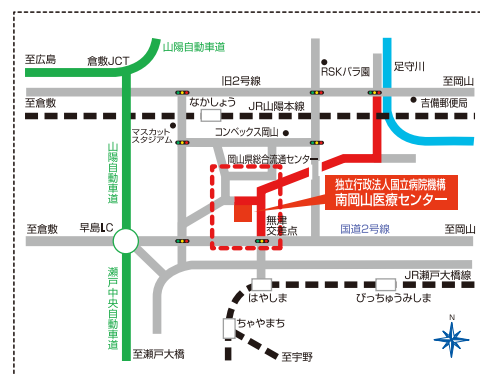 山陽自動車道
至広島
倉敷JCT
RSKバラ園
足守川
旧2号線
至岡山
至倉敷
なかしょう
JR山陽本線
吉備郵便局
マスカット
スタジアム
コンベックス岡山
岡山県総合流通センター
山陽自動車道
独立行政法人国立病院機構
南岡山医療センター
無津
交差点
至倉敷
早島I.C
国道2号線
至岡山
瀬戸中央自動車道
JR瀬戸大橋線
はやしま
びっちゅうみしま
ちゃやまち
至瀬戸大橋
至宇野
N